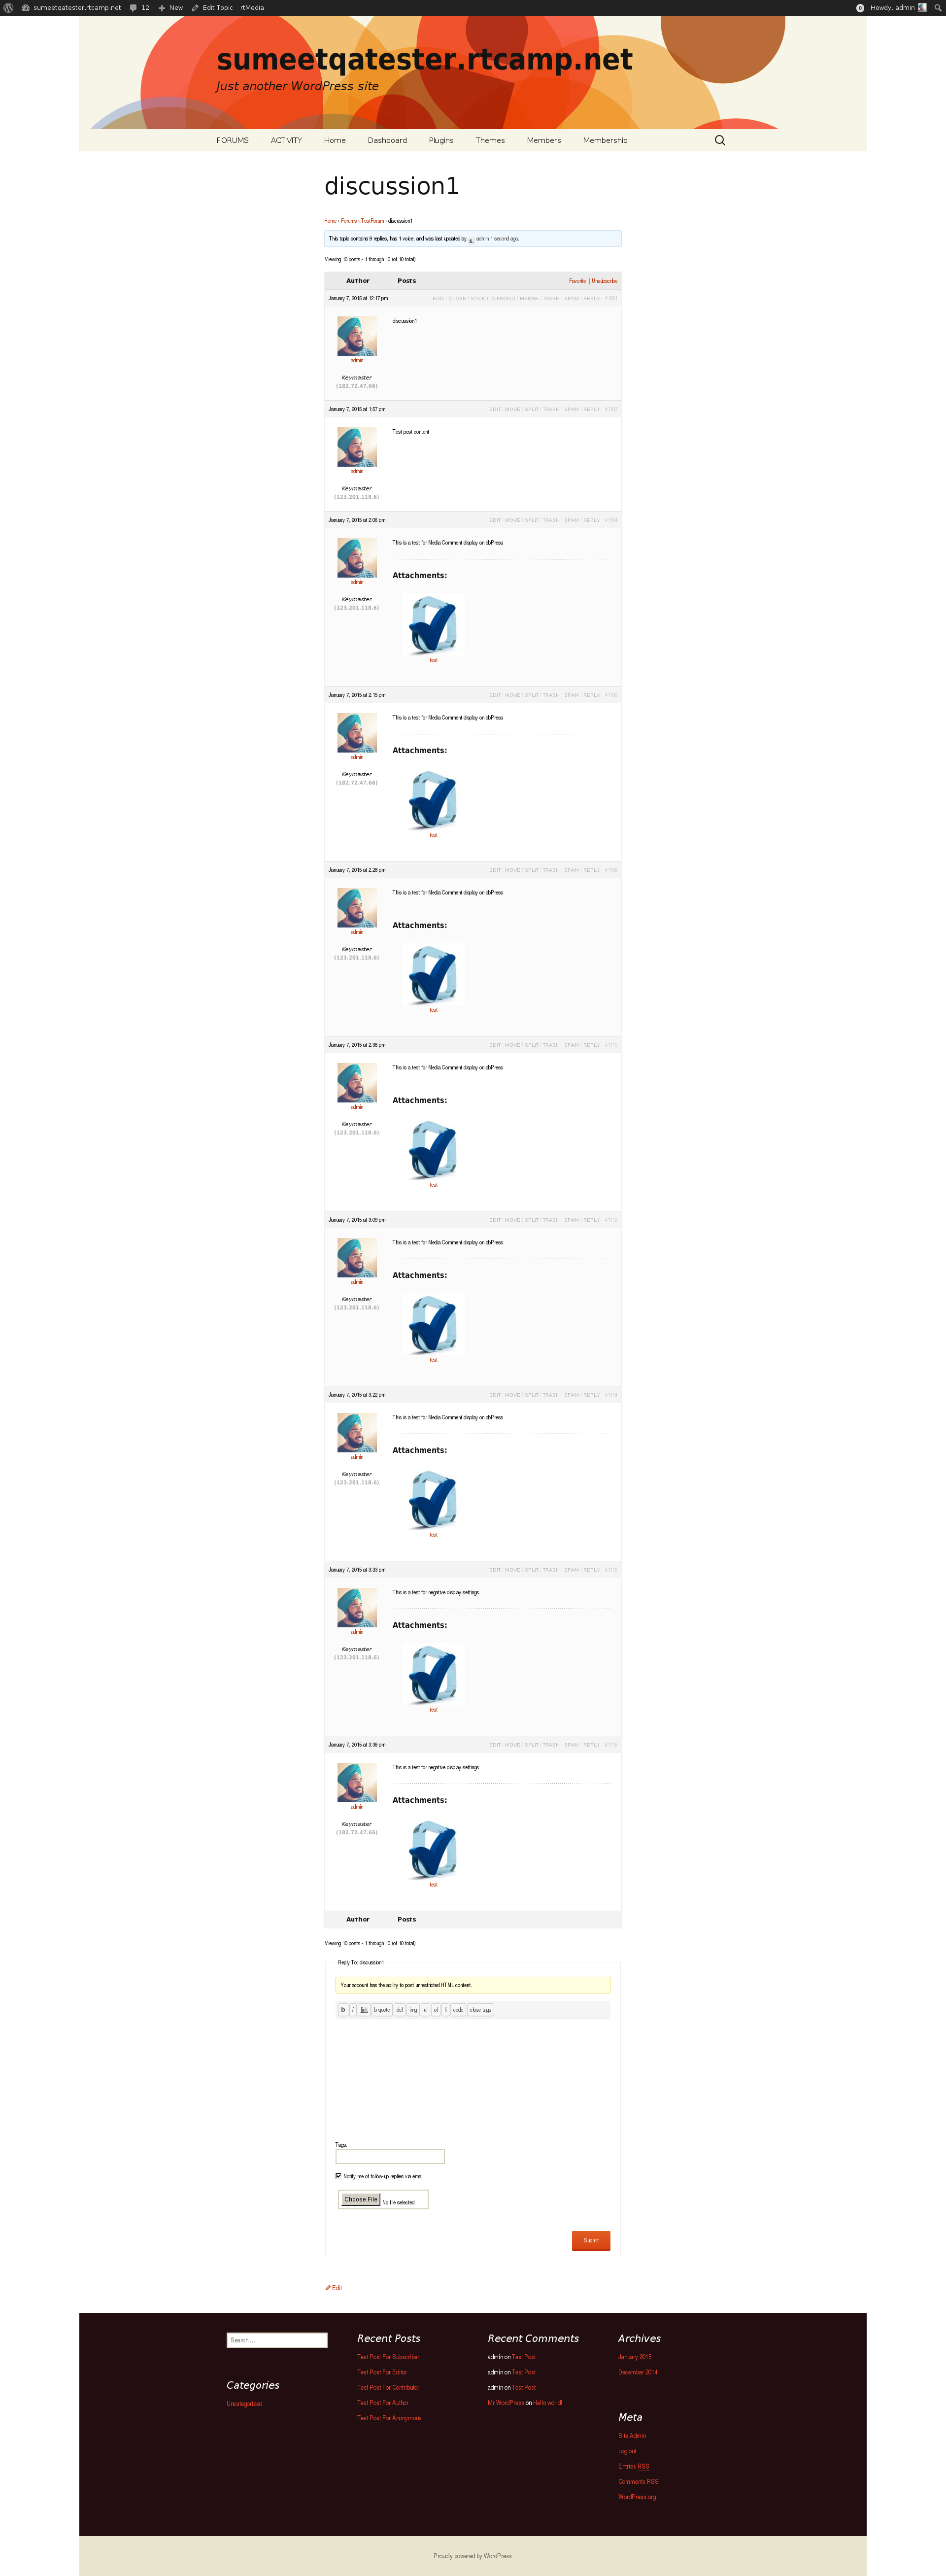 sumeetqatester.rtcamp.net 12 New Edit Topic rtMedia 0 Howdy, admin
sumeetqatester.rtcamp.net
Just another WordPress site
FORUMS ACTIVITY Home Dashboard Plugins Themes Members Membership
discussion1
Home › Forums › TestForum › discussion1
This topic contains 9 replies, has 1 voice, and was last updated by admin 1 second ago.
Viewing 10 posts - 1 through 10 (of 10 total)
Author Posts Favorite | Unsubscribe
January 7, 2015 at 12:17 pm EDIT | CLOSE | STICK (TO FRONT) | MERGE | TRASH | SPAM | REPLY
discussion1
admin
Keymaster
(182.72.47.66)
January 7, 2015 at 1:57 pm EDIT | MOVE | SPLIT | TRASH | SPAM | REPLY
Test post content
admin
Keymaster
(123.201.118.6)
January 7, 2015 at 2:06 pm EDIT | MOVE | SPLIT | TRASH | SPAM | REPLY
This is a test for Media Comment display on bbPress
Attachments:
admin
Keymaster
(123.201.118.6)
test
January 7, 2015 at 2:15 pm EDIT | MOVE | SPLIT | TRASH | SPAM | REPLY
This is a test for Media Comment display on bbPress
Attachments:
admin
Keymaster
(182.72.47.66)
test
January 7, 2015 at 2:28 pm EDIT | MOVE | SPLIT | TRASH | SPAM | REPLY
This is a test for Media Comment display on bbPress
Attachments:
admin
Keymaster
(123.201.118.6)
test
January 7, 2015 at 2:36 pm EDIT | MOVE | SPLIT | TRASH | SPAM | REPLY
This is a test for Media Comment display on bbPress
Attachments:
admin
Keymaster
(123.201.118.6)
test
January 7, 2015 at 3:09 pm EDIT | MOVE | SPLIT | TRASH | SPAM | REPLY
This is a test for Media Comment display on bbPress
Attachments:
admin
Keymaster
(123.201.118.6)
test
January 7, 2015 at 3:22 pm EDIT | MOVE | SPLIT | TRASH | SPAM | REPLY
This is a test for Media Comment display on bbPress
Attachments:
admin
Keymaster
(123.201.118.6)
test
January 7, 2015 at 3:33 pm EDIT | MOVE | SPLIT | TRASH | SPAM | REPLY
This is a test for negative display settings
Attachments:
admin
Keymaster
(123.201.118.6)
test
January 7, 2015 at 3:36 pm EDIT | MOVE | SPLIT | TRASH | SPAM | REPLY
This is a test for negative display settings
Attachments:
admin
Keymaster
(182.72.47.66)
test
Author Posts
Viewing 10 posts - 1 through 10 (of 10 total)
Reply To: discussion1
Your account has the ability to post unrestricted HTML content.
b i link b-quote del img ul ol li code close tags
Tags:
Notify me of follow-up replies via email
Choose File No file selected
Submit
Edit
Search …
Categories
Uncategorized
Recent Posts
Test Post For Subscriber
Test Post For Editor
Test Post For Contributor
Test Post For Author
Test Post For Anonymous
Recent Comments
admin on Test Post
admin on Test Post
admin on Test Post
Mr WordPress on Hello world!
Archives
January 2015
December 2014
Meta
Site Admin
Log out
Entries RSS
Comments RSS
WordPress.org
Proudly powered by WordPress